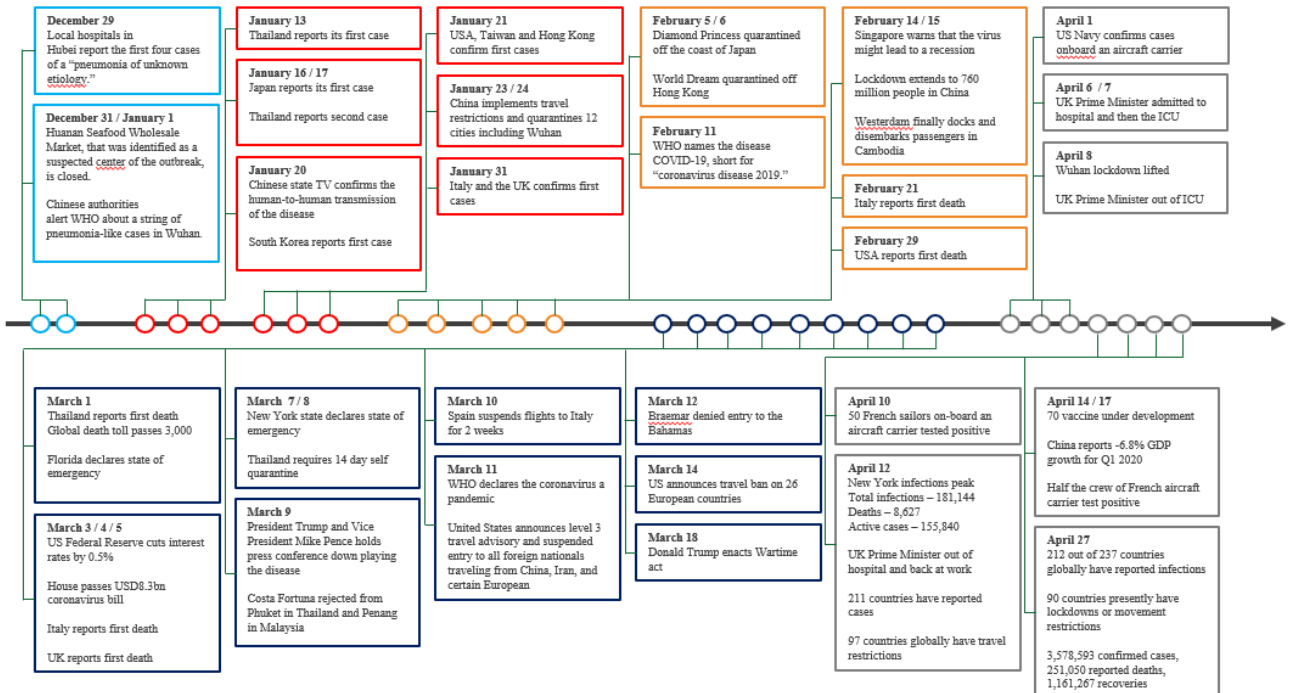 December 29
Local hospitals in
Hubei report the first four cases
of a “pneumonia of unknown
etiology.”
December 31 / January 1
Huanan Seafood Wholesale
Market, that was identified as a
suspected center of the outbreak,
is closed.
Chinese authorities
alert WHO about a string of
pneumonia-like cases in Wuhan.
January 13
Thailand reports its first case
January 16 / 17
Japan reports its first case
Thailand reports second case
January 20
Chinese state TV confirms the
human-to-human transmission
of the disease
South Korea reports first case
January 21
USA, Taiwan and Hong Kong
confirm first cases
January 23 / 24
China implements travel
restrictions and quarantines 12
cities including Wuhan
January 31
Italy and the UK confirms first
cases
February 5 / 6
Diamond Princess quarantined
off the coast of Japan
World Dream quarantined off
Hong Kong
February 11
WHO names the disease
COVID-19, short for
“coronavirus disease 2019.”
February 14 / 15
Singapore warns that the virus
might lead to a recession
Lockdown extends to 760
million people in China
Westerdam finally docks and
disembarks passengers in
Cambodia
February 21
Italy reports first death
February 29
USA reports first death
April 1
US Navy confirms cases
onboard an aircraft carrier
April 6 / 7
UK Prime Minister admitted to
hospital and then the ICU
April 8
Wuhan lockdown lifted
UK Prime Minister out of ICU
March 1
Thailand reports first death
Global death toll passes 3,000
Florida declares state of
emergency
March 3 / 4 / 5
US Federal Reserve cuts interest
rates by 0.5%
House passes USD8.3bn
coronavirus bill
Italy reports first death
UK reports first death
March 7/ 8
New York state declares state of
emergency
Thailand requires 14 day self
quarantine
March 9
President Trump and Vice
President Mike Pence holds
press conference down playing
the disease
Costa Fortuna rejected from
Phuket in Thailand and Penang
in Malaysia
March 10
Spain suspends flights to Italy
for 2 weeks
March 11
WHO declares the coronavirus a
pandemic
United States announces level 3
travel advisory and suspended
entry to all foreign nationals
traveling from China, Iran, and
certain European
March 12
Braemar denied entry to the
Bahamas
March 14
US announces travel ban on 26
European countries
March 18
Donald Trump enacts Wartime
act
April 10
50 French sailors on-board an
aircraft carrier tested positive
April 12
New York infections peak
Total infections – 181,144
Deaths – 8,627
Active cases – 155,840
UK Prime Minister out of
hospital and back at work
211 countries have reported
cases
97 countries globally have travel
restrictions
April 14 / 17
70 vaccine under development
China reports -6.8% GDP
growth for Q1 2020
Half the crew of French aircraft
carrier test positive
April 27
212 out of 237 countries
globally have reported infections
90 countries presently have
lockdowns or movement
restrictions
3,578,593 confirmed cases,
251,050 reported deaths,
1,161,267 recoveries